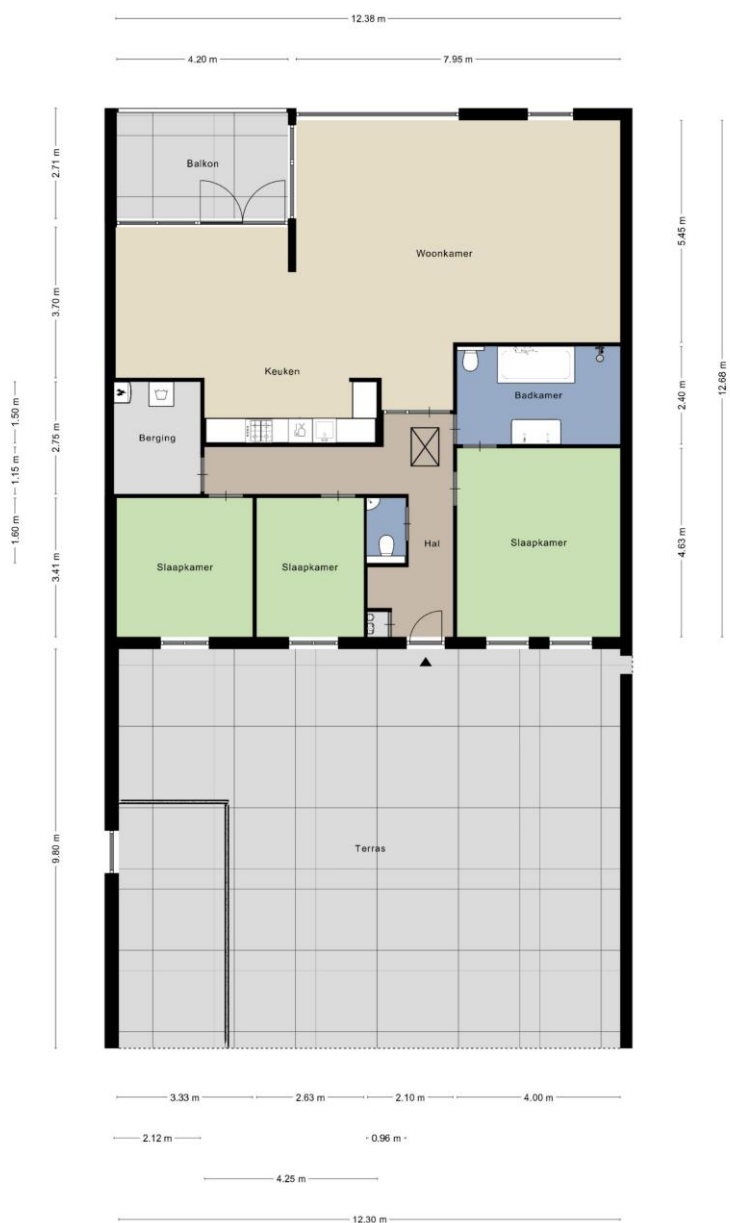 12.38 m
4.20 m
7.95 m
2.71 m
Balkon
5.45 m
12.68 m
Woonkamer
3.70 m
Keuken
2.40 m
Badkamer
1.50 m
2.75 m
Berging
1.15 m
1.60 m
3.41 m
Slaapkamer
Slaapkamer
Hal
Slaapkamer
4.63 m
9.80 m
Terras
3.33 m
2.63 m
2.10 m
4.00 m
2.12 m
0.96 m
4.25 m
12.30 m